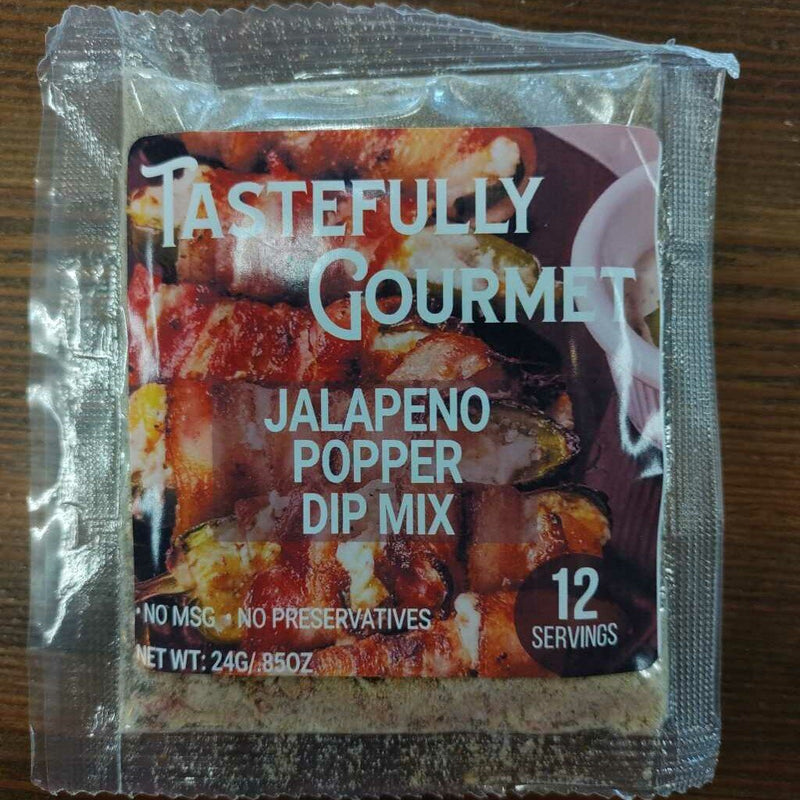 TASTEFULLY
GOURMET
JALAPENO
POPPER
DIP MIX
• NO MSG • NO PRESERVATIVES
NET WT: 24G/.85OZ
12
SERVINGS